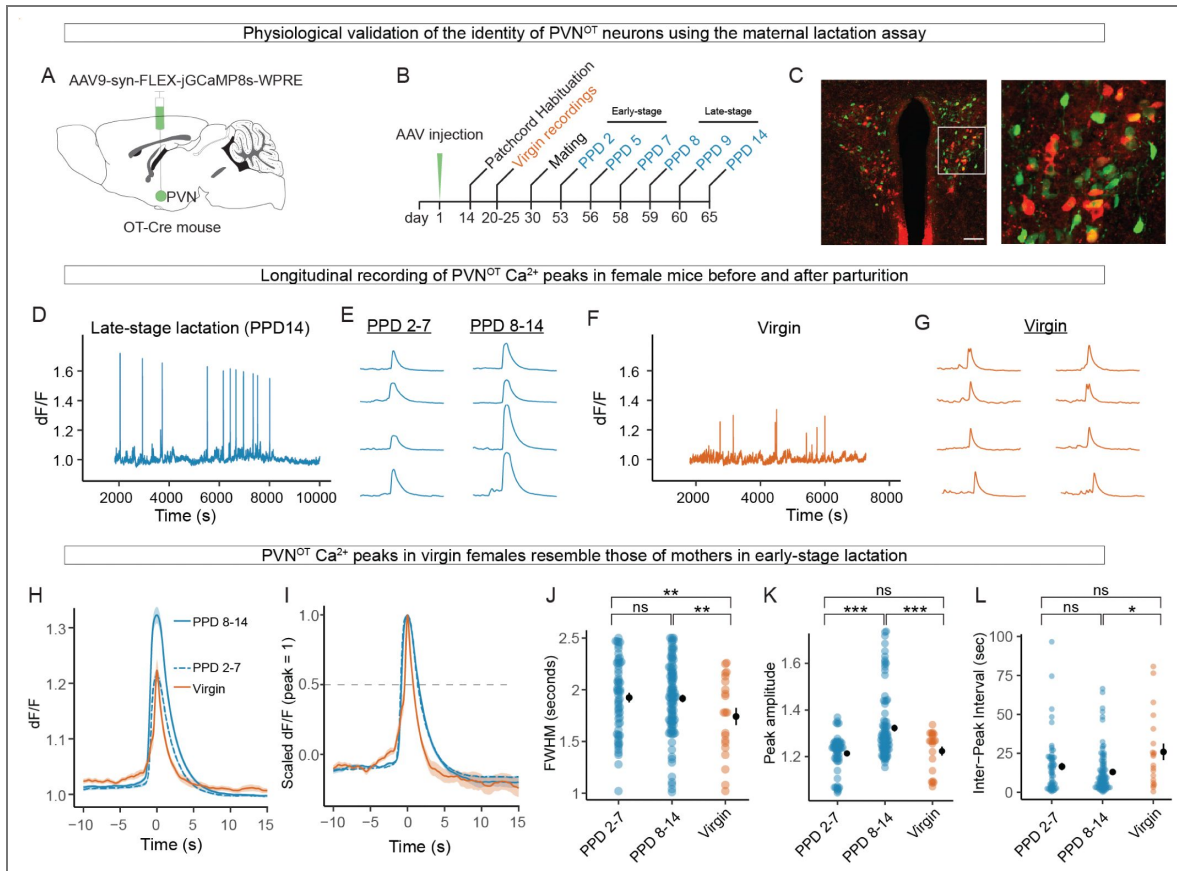 Physiological validation of the identity of PVNᴼᵀ neurons using the maternal lactation assay
A
AAV9-syn-FLEX-jGCaMP8s-WPRE
PVN
OT-Cre mouse
B
AAV injection
Patchcord Habituation
Virgin recordings
Mating
Early-stage
Late-stage
PPD 2
PPD 5
PPD 7
PPD 8
PPD 9
PPD 14
day 1 14 20-25 30 53 56 58 59 60 65
C
Longitudinal recording of PVNᴼᵀ Ca²⁺ peaks in female mice before and after parturition
D
Late-stage lactation (PPD14)
dF/F
1.6
1.4
1.2
1.0
2000 4000 6000 8000 10000
Time (s)
E
PPD 2-7 PPD 8-14
F
Virgin
dF/F
1.6
1.4
1.2
1.0
2000 4000 6000 8000
Time (s)
G
Virgin
PVNᴼᵀ Ca²⁺ peaks in virgin females resemble those of mothers in early-stage lactation
H
PPD 8-14
PPD 2-7
Virgin
dF/F
1.3
1.2
1.1
1.0
−10 −5 0 5 10 15
Time (s)
I
Scaled dF/F (peak = 1)
1.0
0.5
0.0
−10 −5 0 5 10 15
Time (s)
J
**
ns **
FWHM (seconds)
2.5
2
1.5
1
PPD 2-7
PPD 8-14
Virgin
K
ns
*** ***
Peak amplitude
1.6
1.4
1.2
PPD 2-7
PPD 8-14
Virgin
L
ns
ns *
Inter−Peak Interval (sec)
100
75
50
25
0
PPD 2-7
PPD 8-14
Virgin